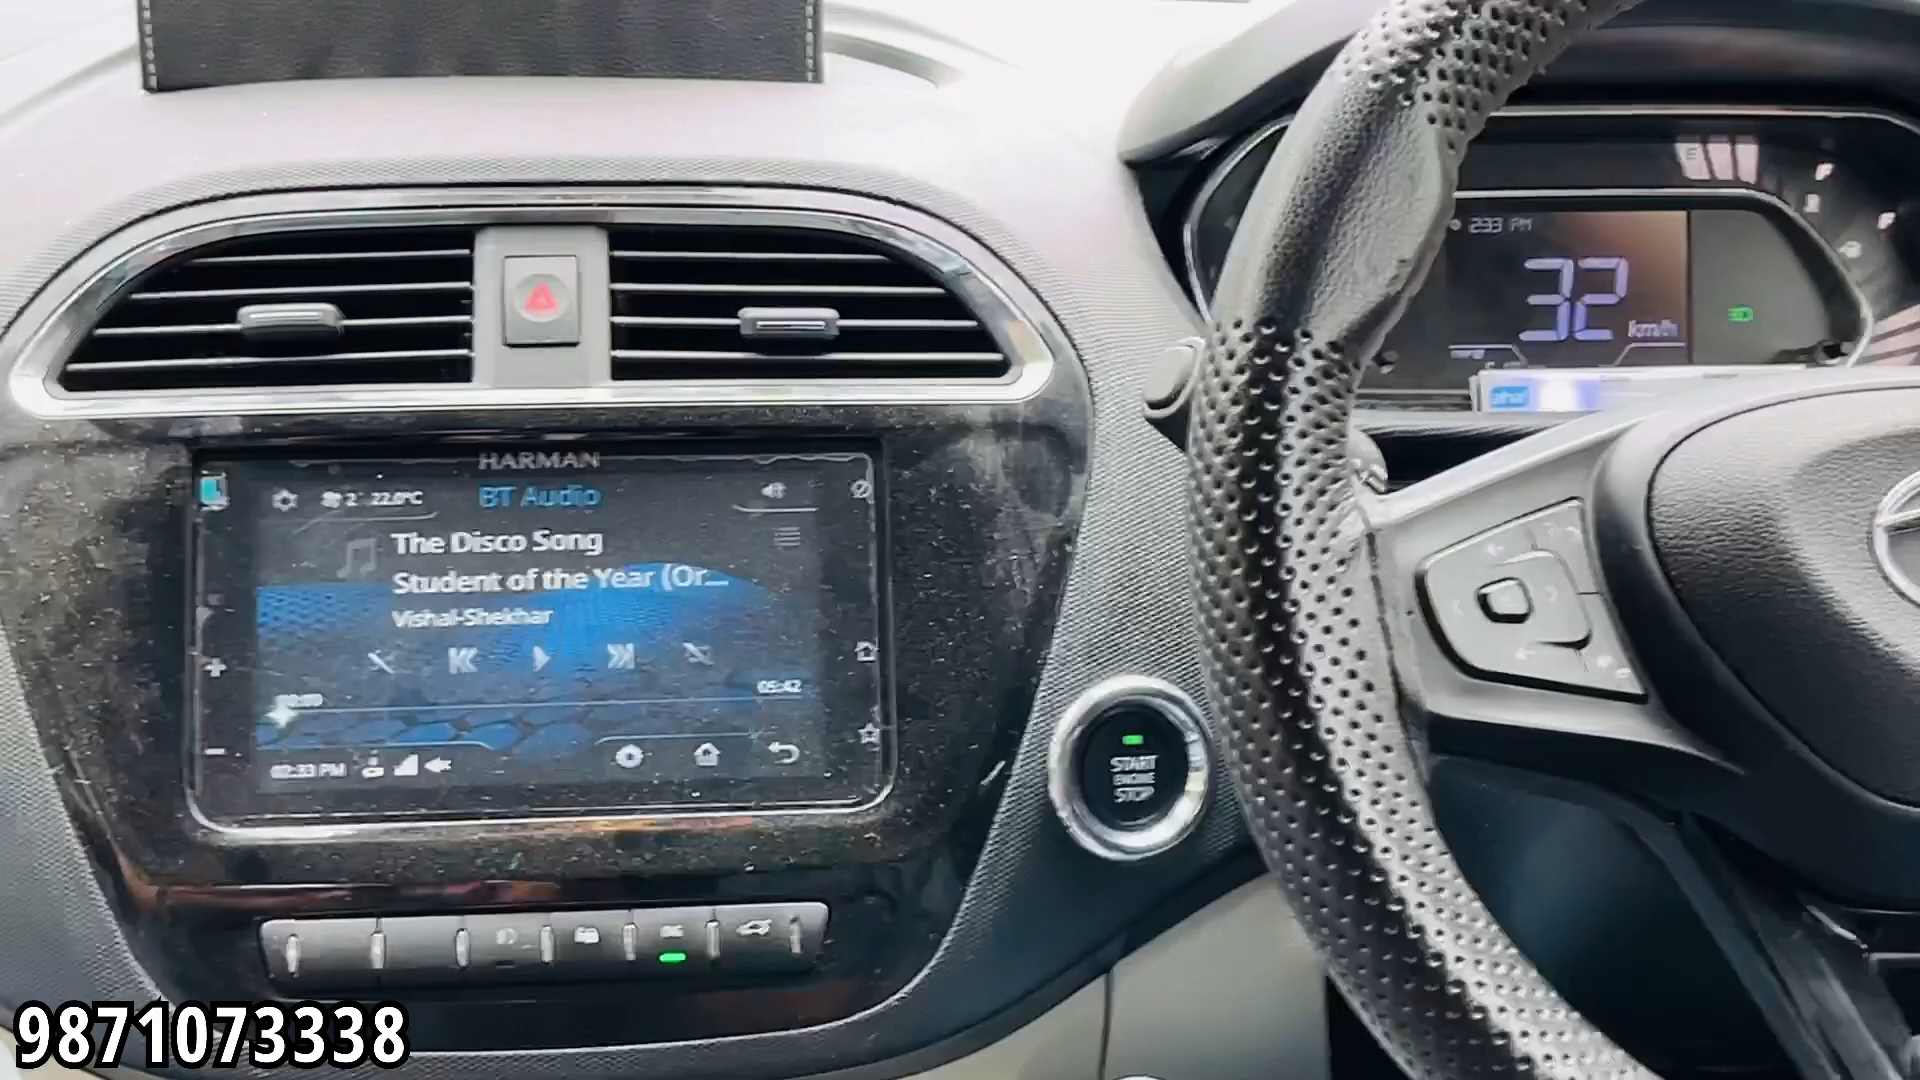 2:33 PM
32
km/h
HARMAN
2 22.0°C
BT Audio
The Disco Song
Student of the Year (Or...
Vishal-Shekhar
05:42
02:33 PM
START
ENGINE
STOP
9871073338